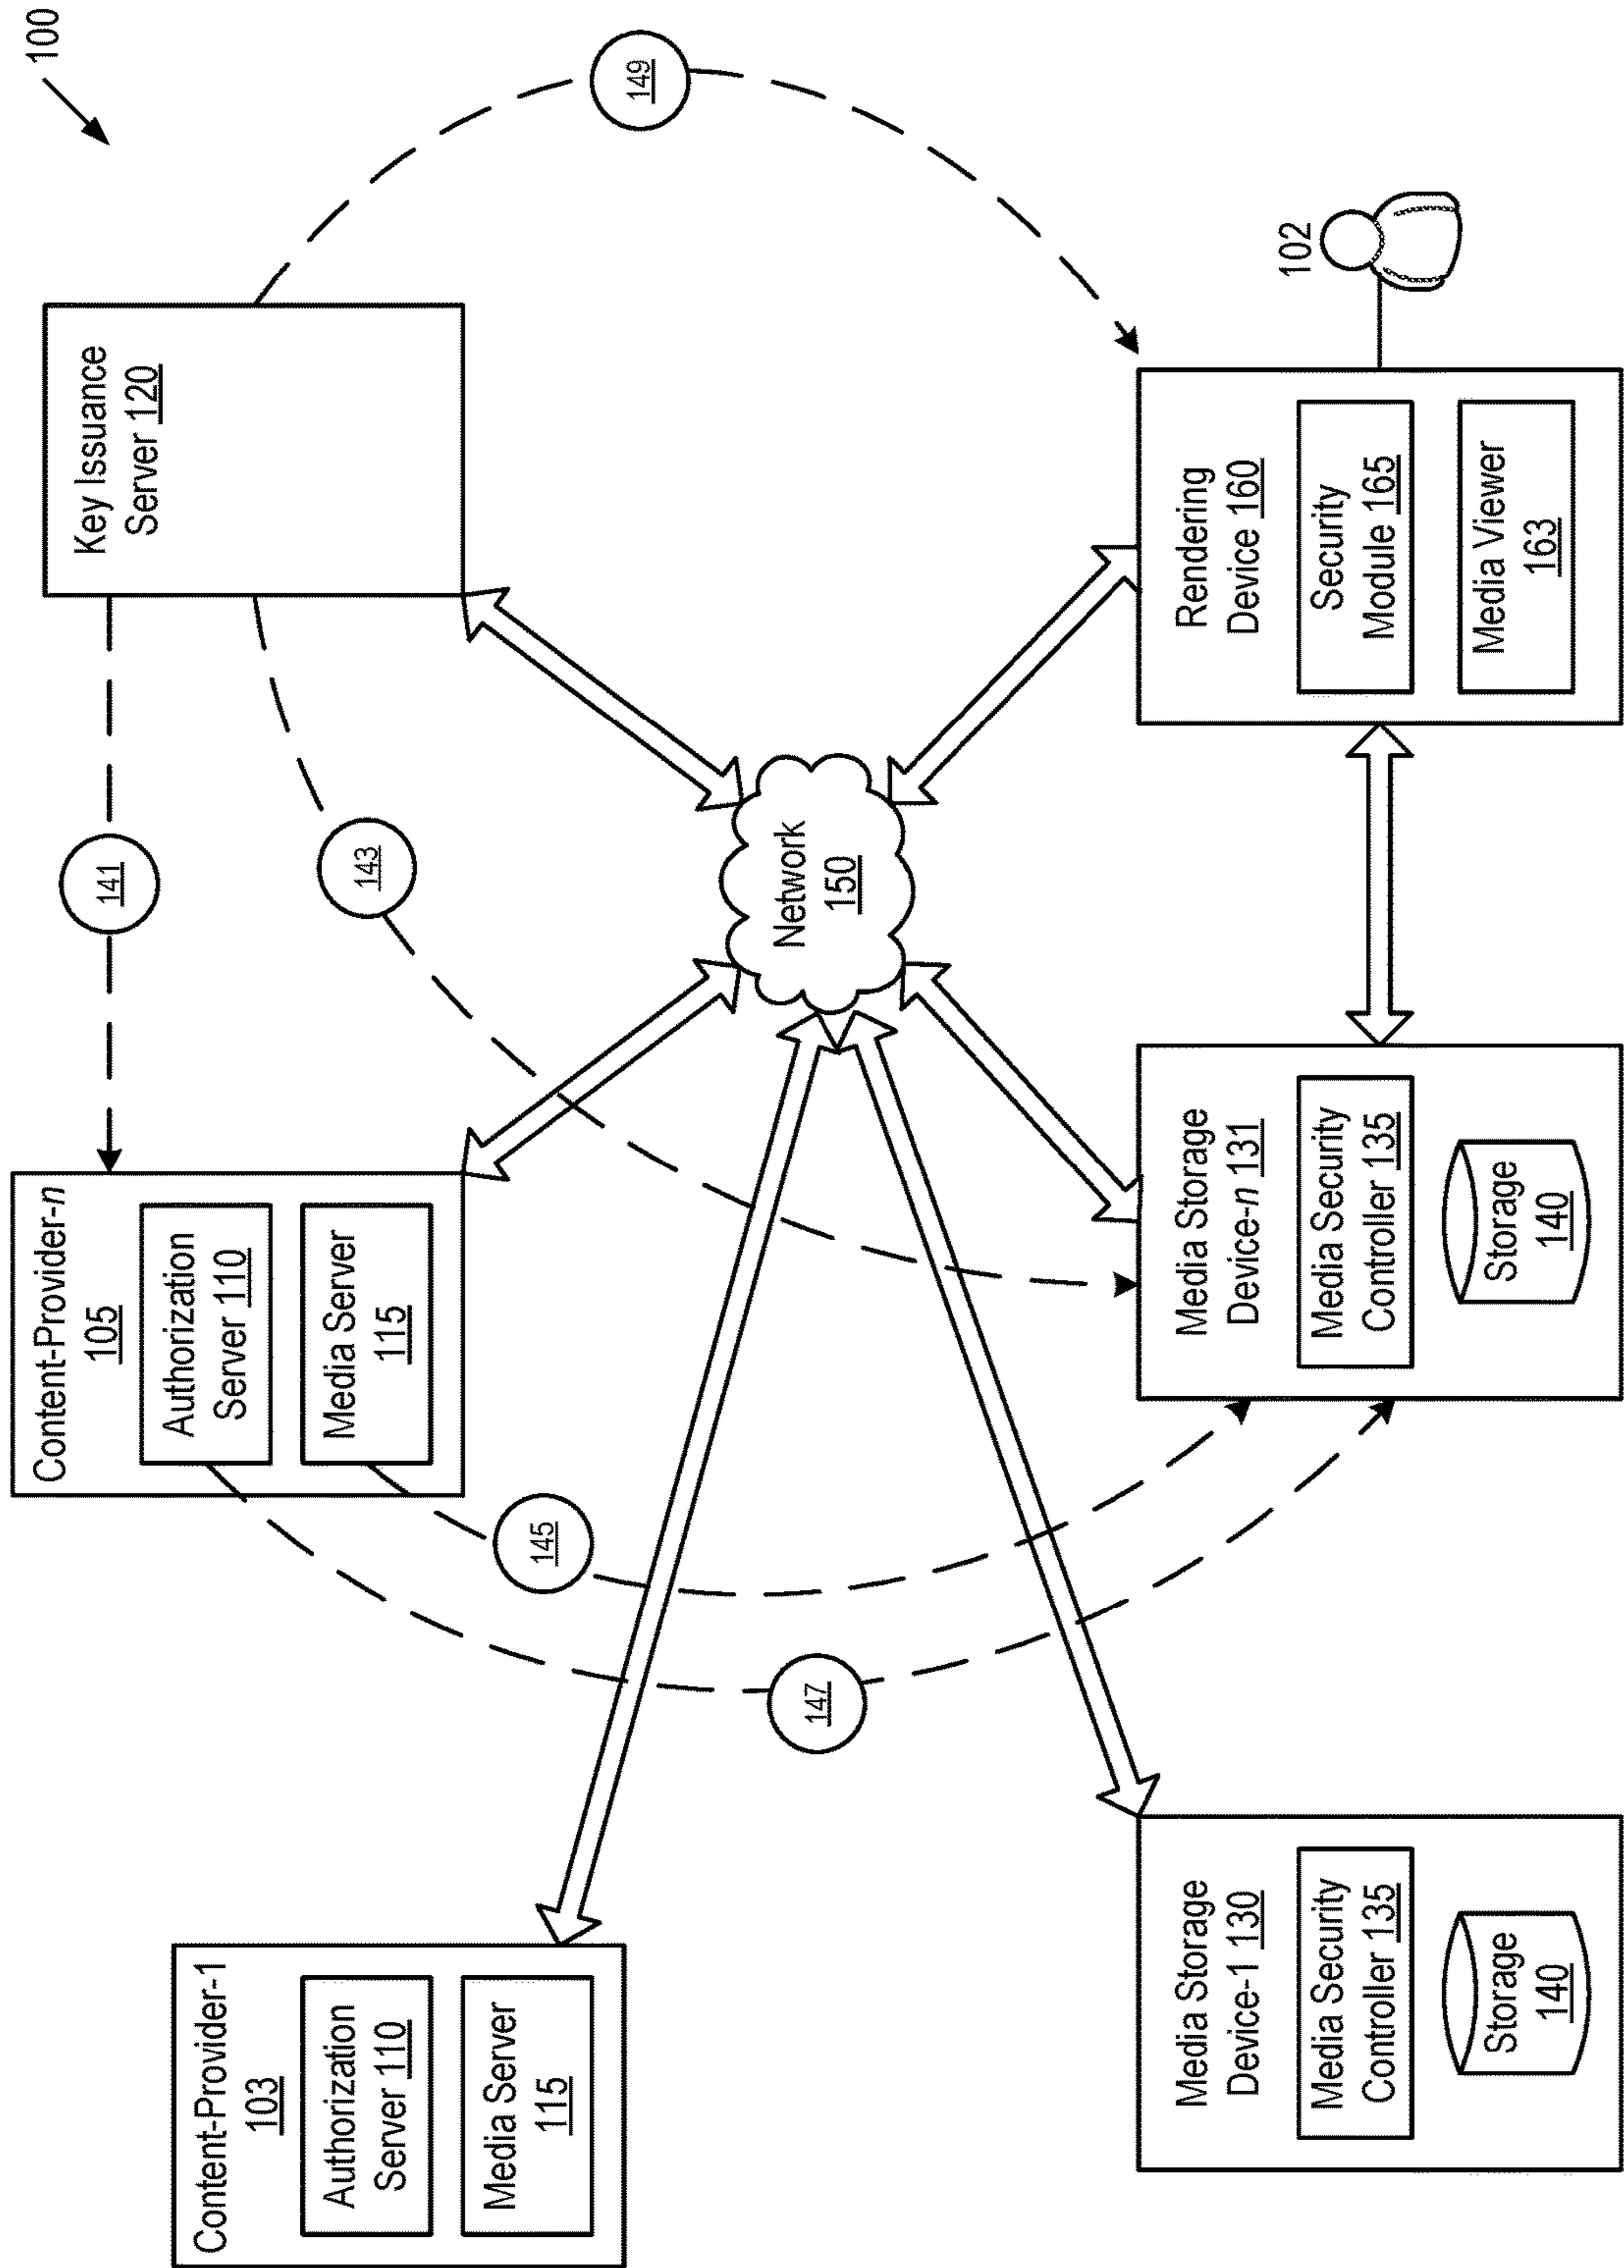 100
Content-Provider-1
103
Authorization
Server 110
Media Server
115
Content-Provider-n
105
Authorization
Server 110
Media Server
115
141
Key Issuance
Server 120
143
149
145
147
Network
150
Media Storage
Device-1 130
Media Security
Controller 135
Storage
140
Media Storage
Device-n 131
Media Security
Controller 135
Storage
140
Rendering
Device 160
Security
Module 165
Media Viewer
163
102